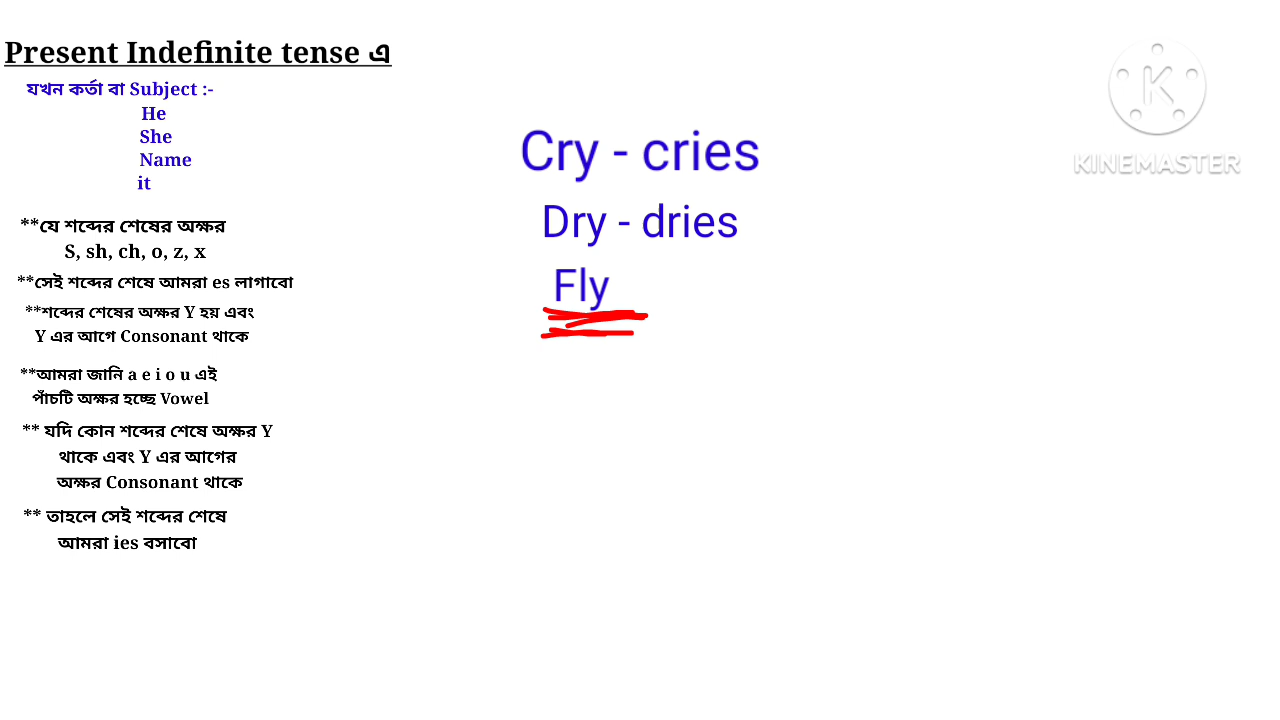 Present Indefinite tense এ
যখন কর্তা বা Subject :-
He
She
Name
it
**যে শব্দের শেষের অক্ষর
S, sh, ch, o, z, x
**সেই শব্দের শেষে আমরা es লাগাবো
**শব্দের শেষের অক্ষর Y হয় এবং
Y এর আগে Consonant থাকে
**আমরা জানি a e i o u এই
পাঁচটি অক্ষর হচ্ছে Vowel
** যদি কোন শব্দের শেষে অক্ষর Y
থাকে এবং Y এর আগের
অক্ষর Consonant থাকে
** তাহলে সেই শব্দের শেষে
আমরা ies বসাবো
Cry - cries
Dry - dries
Fly
K
KINEMASTER